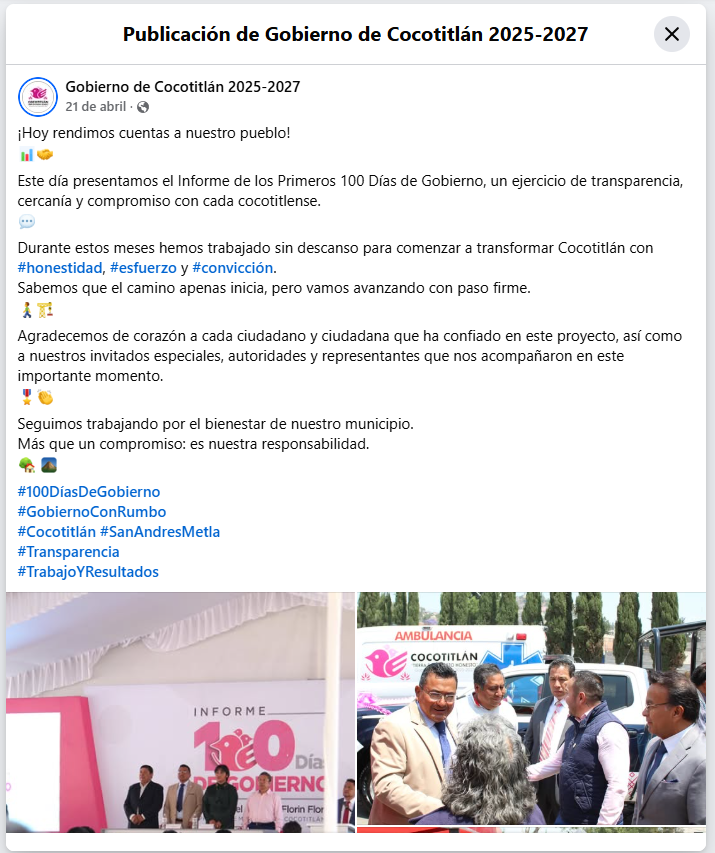 Publicación de Gobierno de Cocotitlán 2025-2027
Gobierno de Cocotitlán 2025-2027
21 de abril ·
¡Hoy rendimos cuentas a nuestro pueblo!
Este día presentamos el Informe de los Primeros 100 Días de Gobierno, un ejercicio de transparencia,
cercanía y compromiso con cada cocotitlense.
Durante estos meses hemos trabajado sin descanso para comenzar a transformar Cocotitlán con
#honestidad, #esfuerzo y #convicción.
Sabemos que el camino apenas inicia, pero vamos avanzando con paso firme.
Agradecemos de corazón a cada ciudadano y ciudadana que ha confiado en este proyecto, así como
a nuestros invitados especiales, autoridades y representantes que nos acompañaron en este
importante momento.
Seguimos trabajando por el bienestar de nuestro municipio.
Más que un compromiso: es nuestra responsabilidad.
#100DíasDeGobierno
#GobiernoConRumbo
#Cocotitlán #SanAndresMetla
#Transparencia
#TrabajoYResultados
INFORME
100 Días
DE GOBIERNO
Florin Flor
AMBULANCIA
COCOTITLÁN